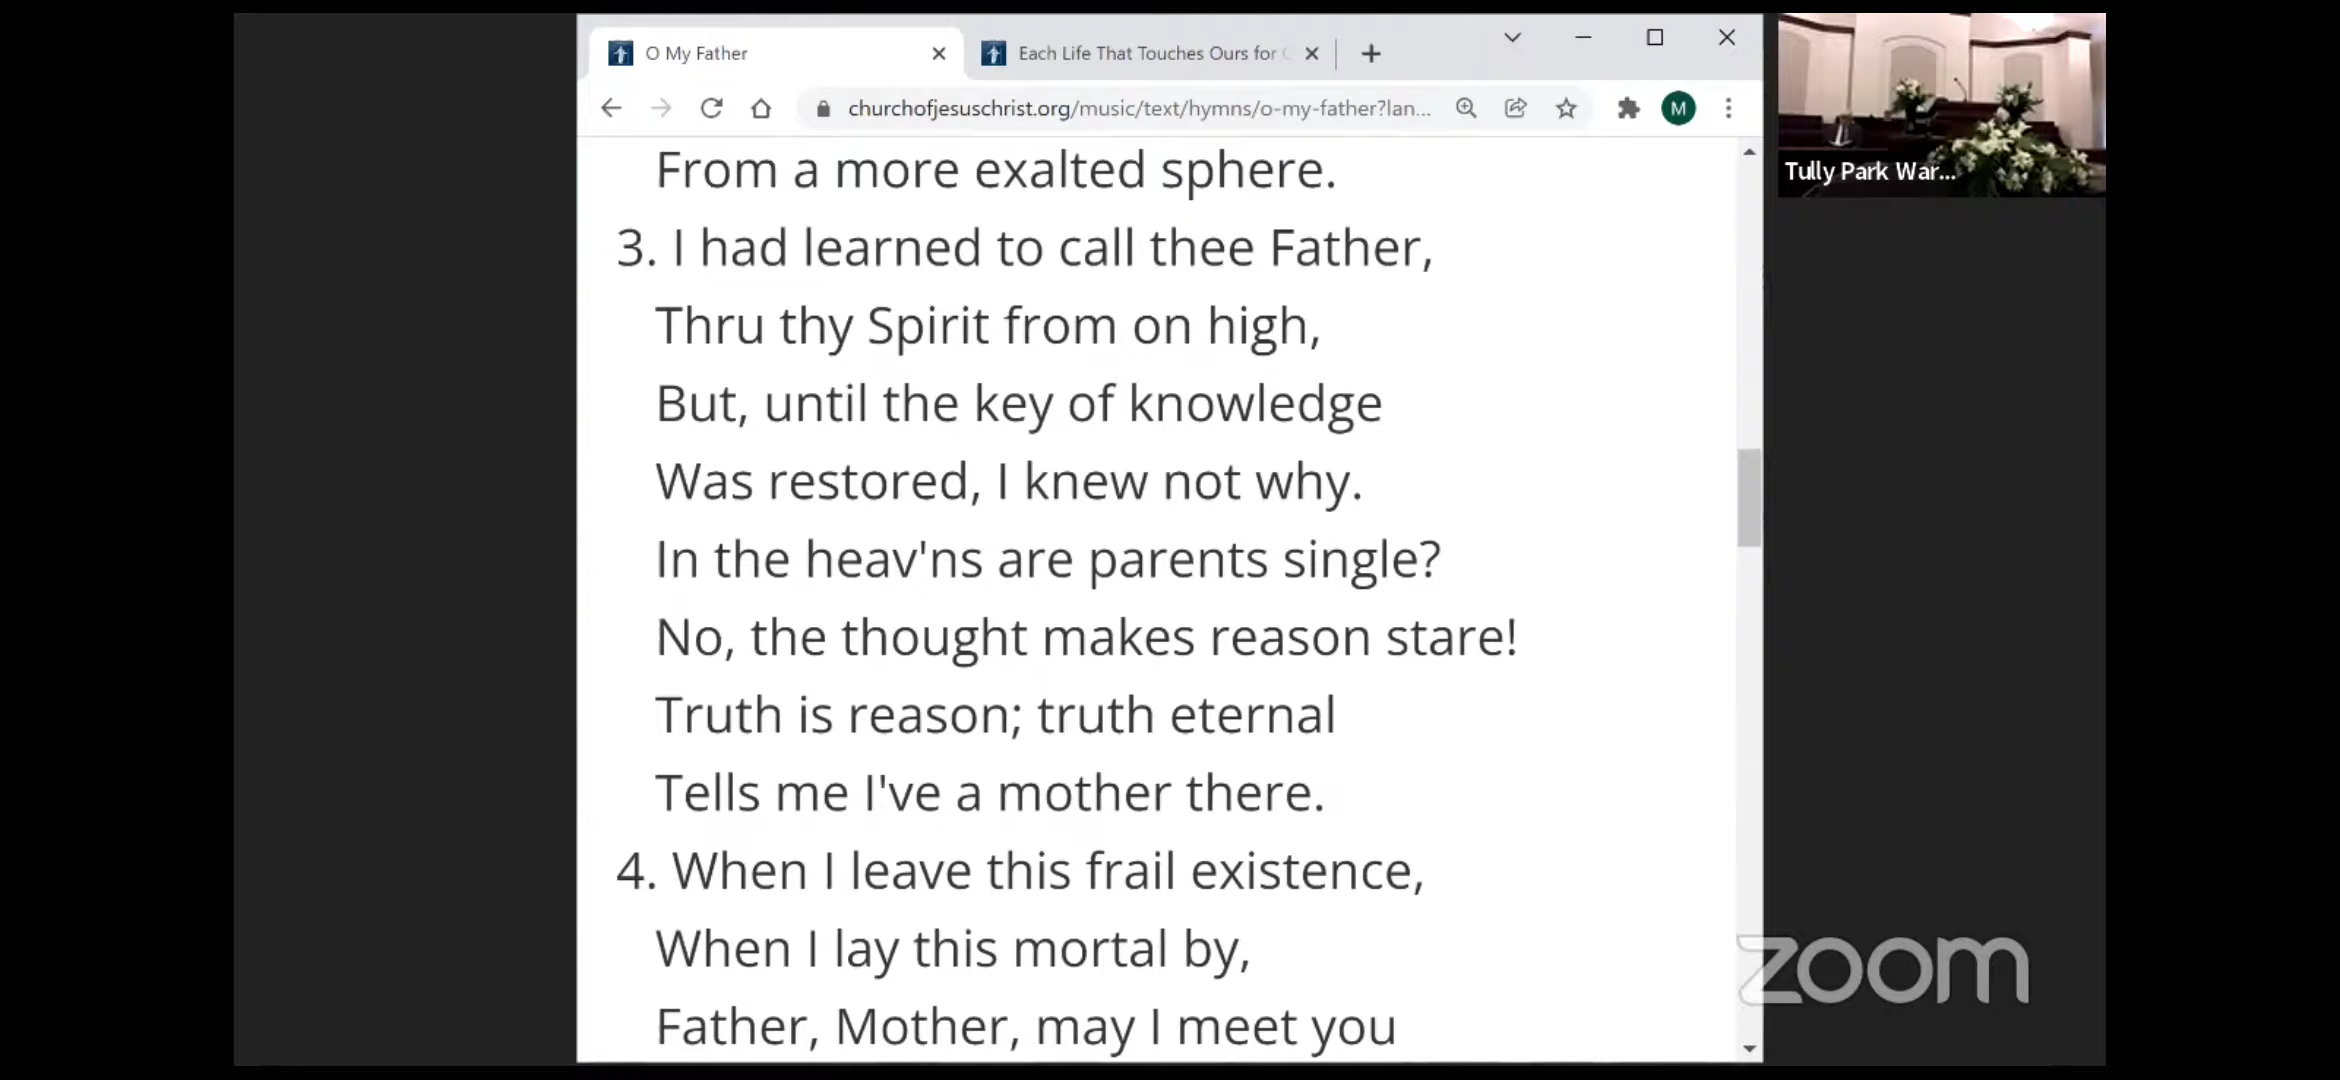 O My Father
Each Life That Touches Ours for
churchofjesuschrist.org/music/text/hymns/o-my-father?lan...
M
From a more exalted sphere.
3. I had learned to call thee Father,
Thru thy Spirit from on high,
But, until the key of knowledge
Was restored, I knew not why.
In the heav'ns are parents single?
No, the thought makes reason stare!
Truth is reason; truth eternal
Tells me I've a mother there.
4. When I leave this frail existence,
When I lay this mortal by,
Father, Mother, may I meet you
Tully Park War...
zoom